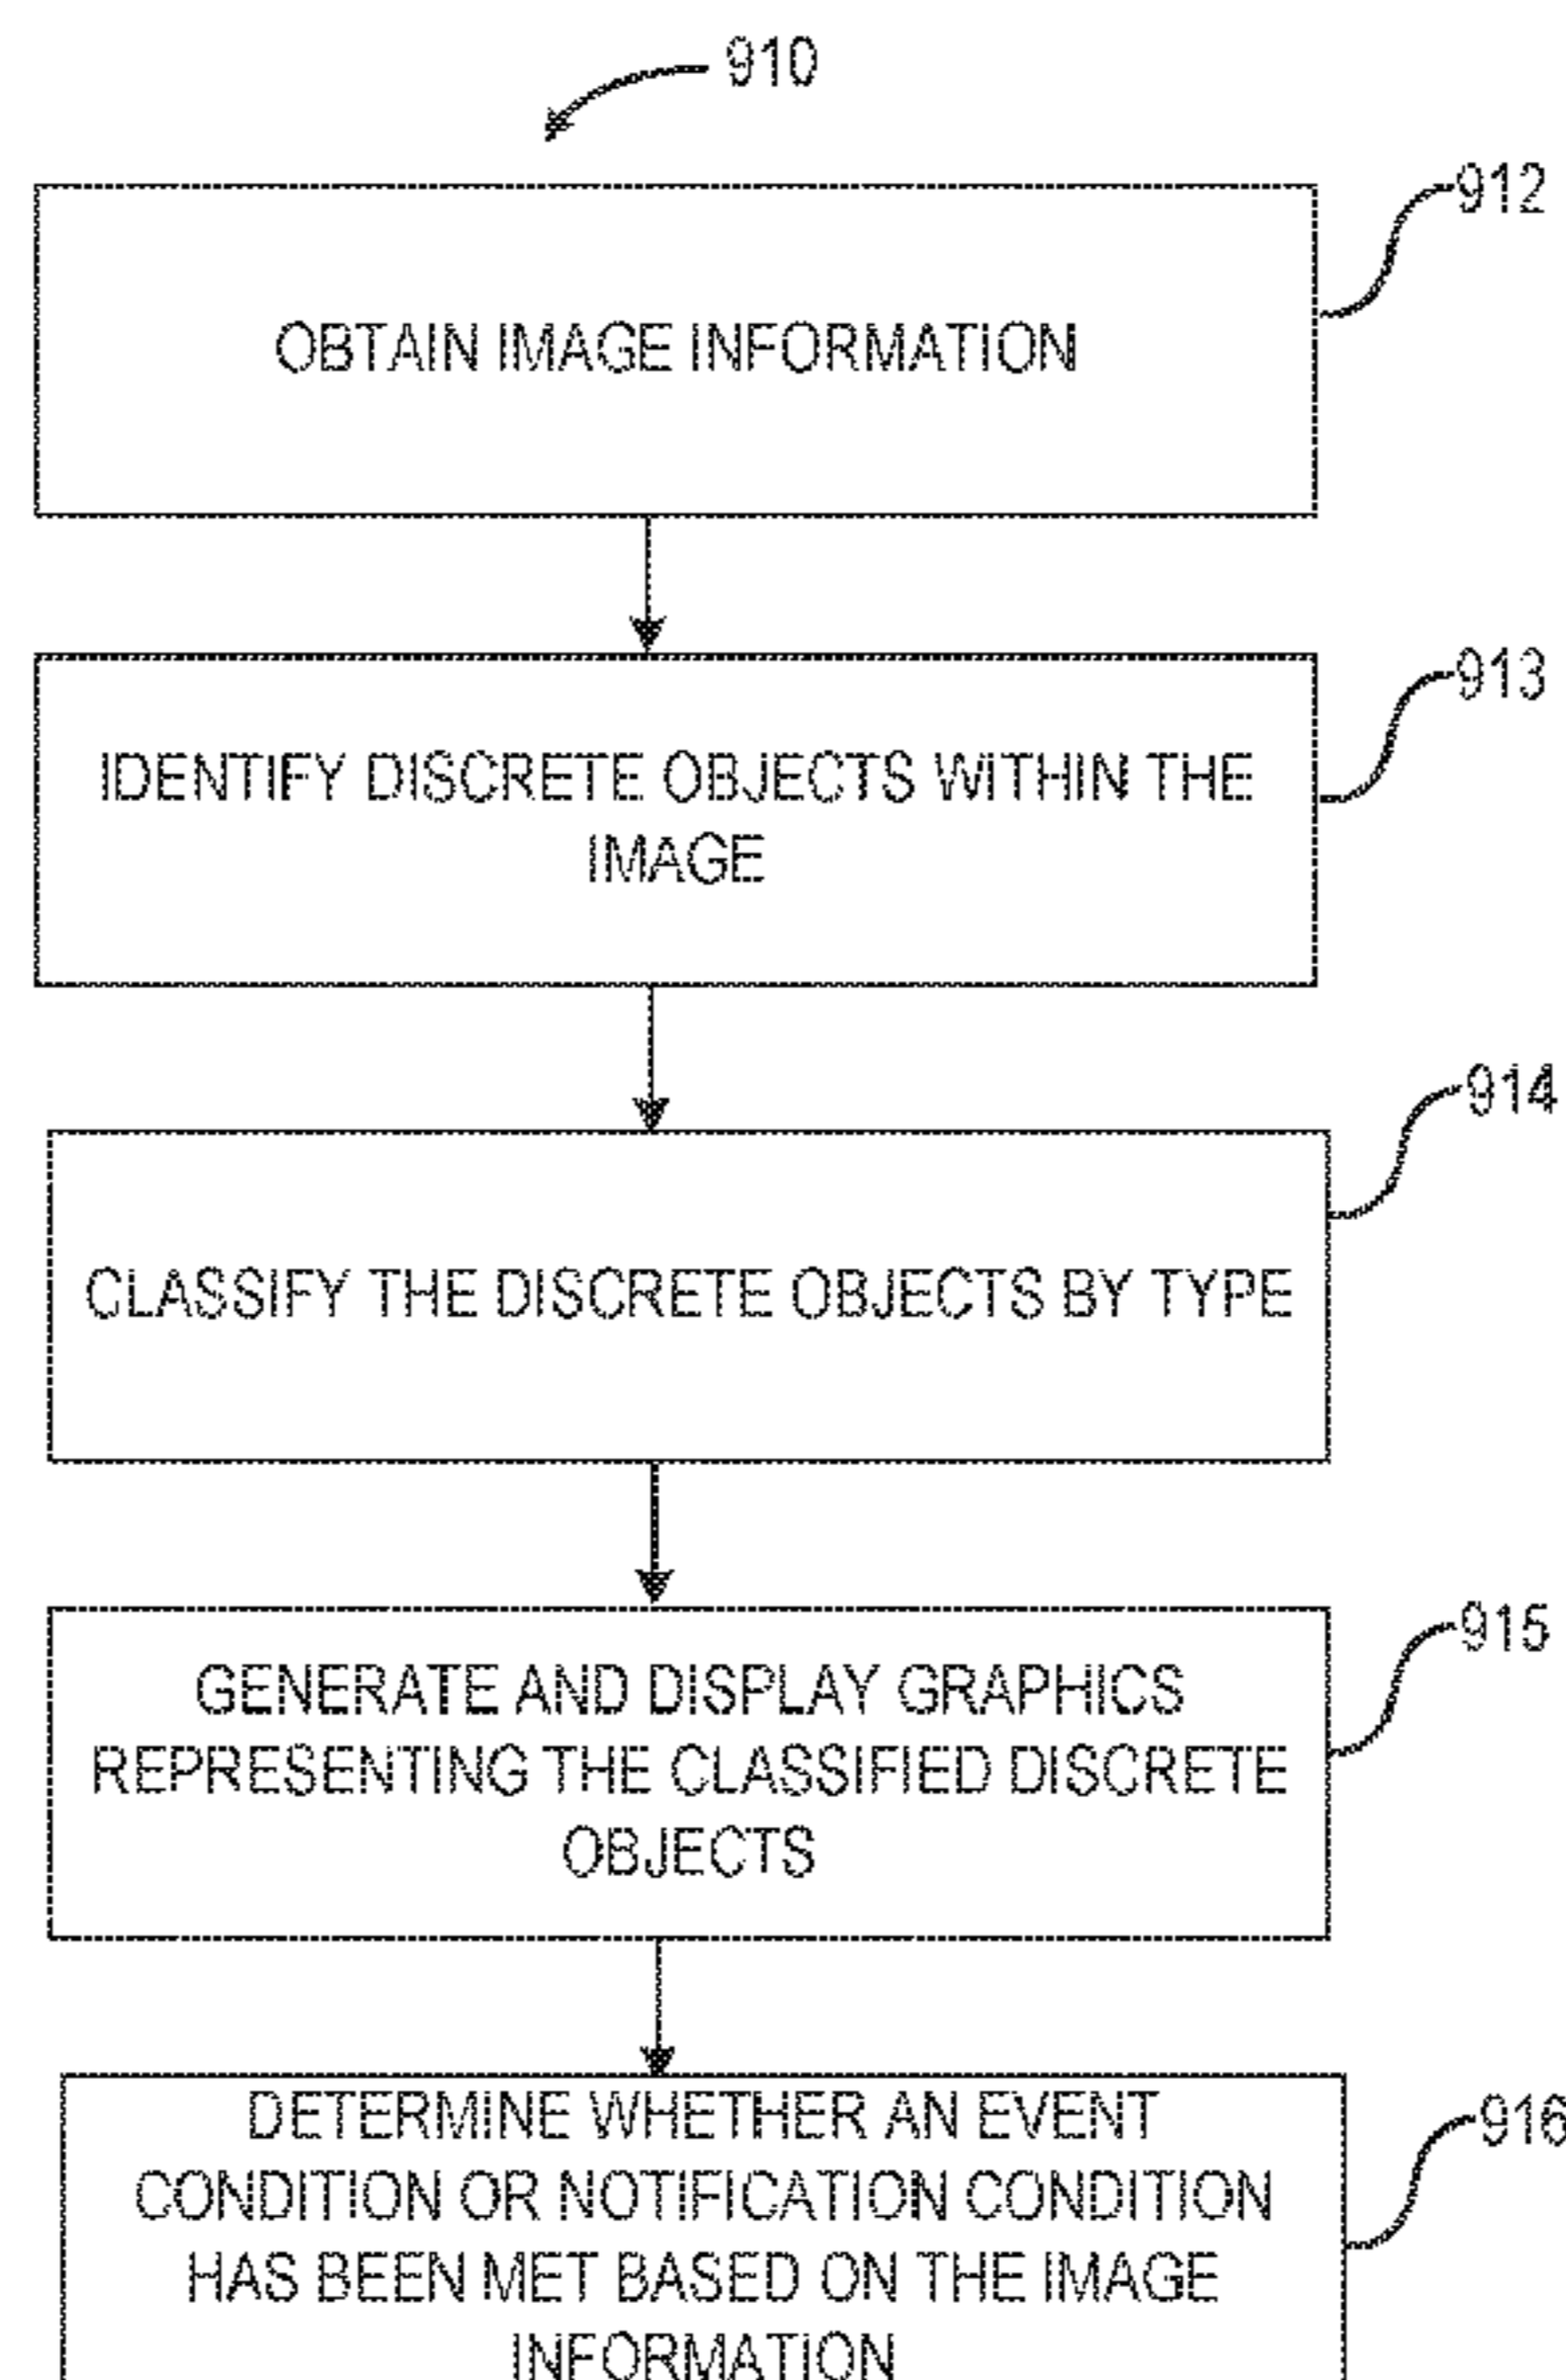 910
912
OBTAIN IMAGE INFORMATION
913
IDENTIFY DISCRETE OBJECTS WITHIN THE
IMAGE
914
CLASSIFY THE DISCRETE OBJECTS BY TYPE
915
GENERATE AND DISPLAY GRAPHICS
REPRESENTING THE CLASSIFIED DISCRETE
OBJECTS
916
DETERMINE WHETHER AN EVENT
CONDITION OR NOTIFICATION CONDITION
HAS BEEN MET BASED ON THE IMAGE
INFORMATION